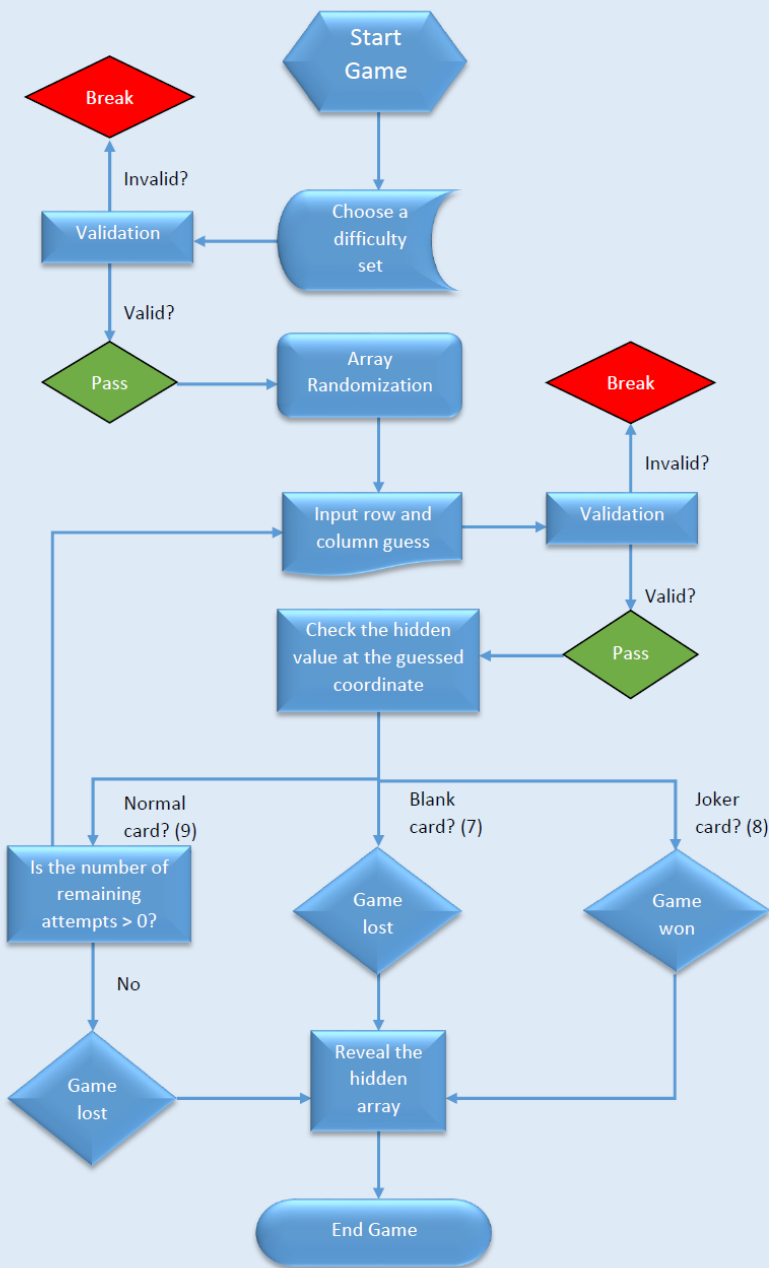 Start
Game
Break
Invalid?
Choose a
difficulty
set
Validation
Valid?
Pass
Array
Randomization
Break
Invalid?
Input row and
column guess
Validation
Valid?
Check the hidden
value at the guessed
coordinate
Pass
Normal
card? (9)
Blank
card? (7)
Joker
card? (8)
Is the number of
remaining
attempts > 0?
Game
lost
Game
won
No
Game
lost
Reveal the
hidden
array
End Game